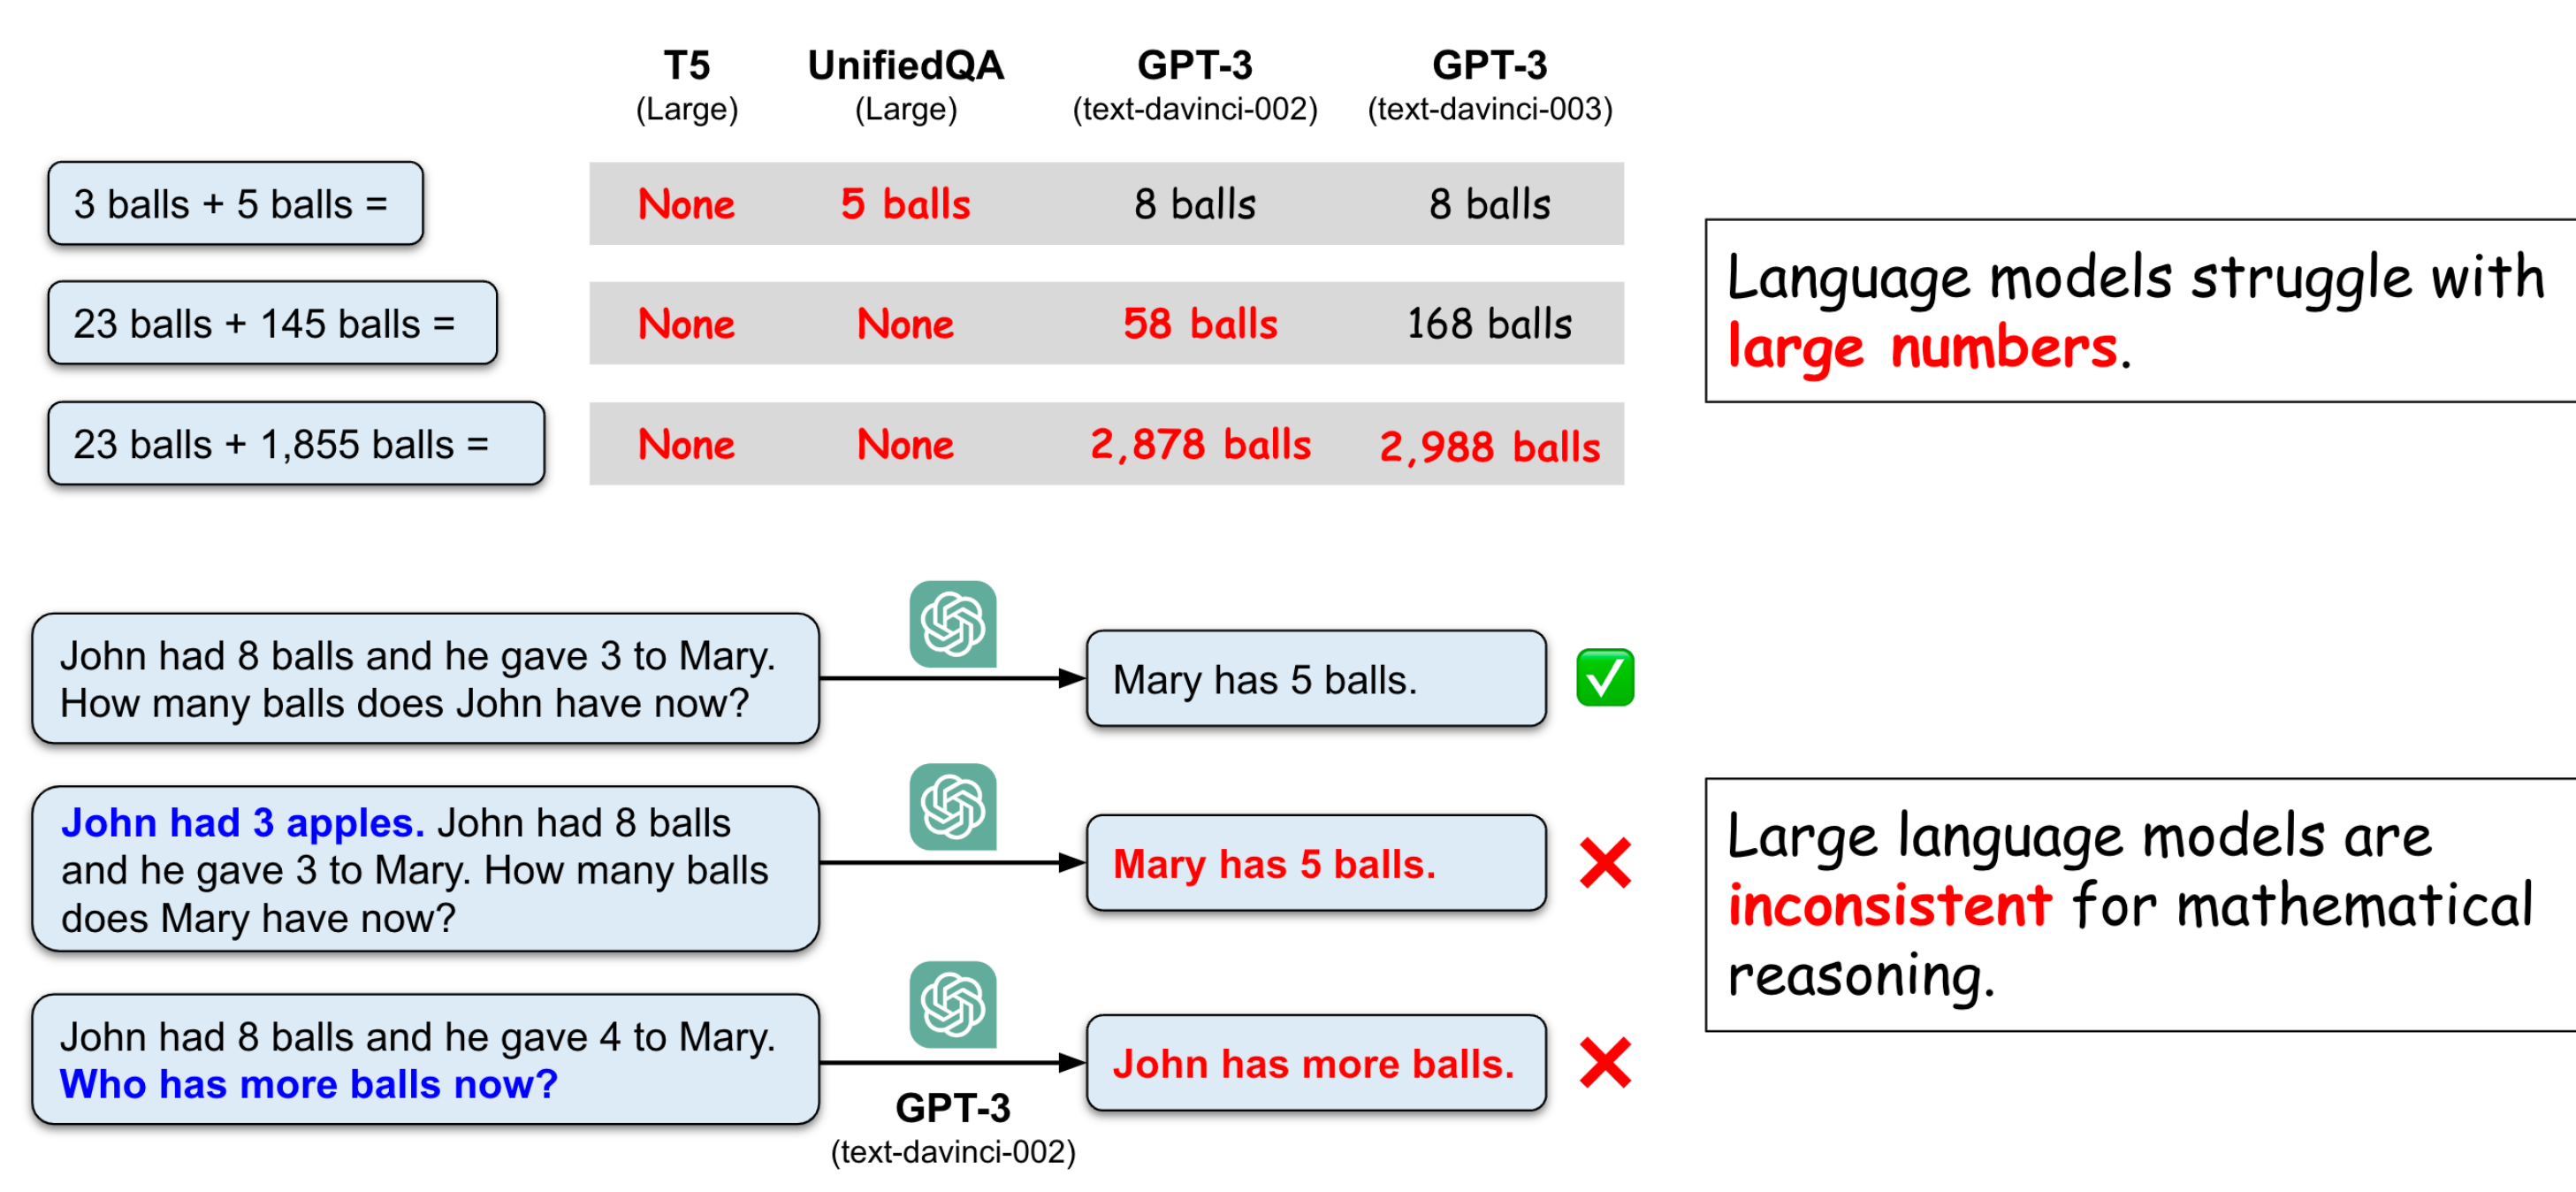 T5 UnifiedQA GPT-3 GPT-3
(Large) (Large) (text-davinci-002) (text-davinci-003)
3 balls + 5 balls = None 5 balls 8 balls 8 balls
23 balls + 145 balls = None None 58 balls 168 balls
23 balls + 1,855 balls = None None 2,878 balls 2,988 balls
Language models struggle with
large numbers.
John had 8 balls and he gave 3 to Mary.
How many balls does John have now?
Mary has 5 balls.
John had 3 apples. John had 8 balls
and he gave 3 to Mary. How many balls
does Mary have now?
Mary has 5 balls.
John had 8 balls and he gave 4 to Mary.
Who has more balls now?
GPT-3
(text-davinci-002)
John has more balls.
Large language models are
inconsistent for mathematical
reasoning.